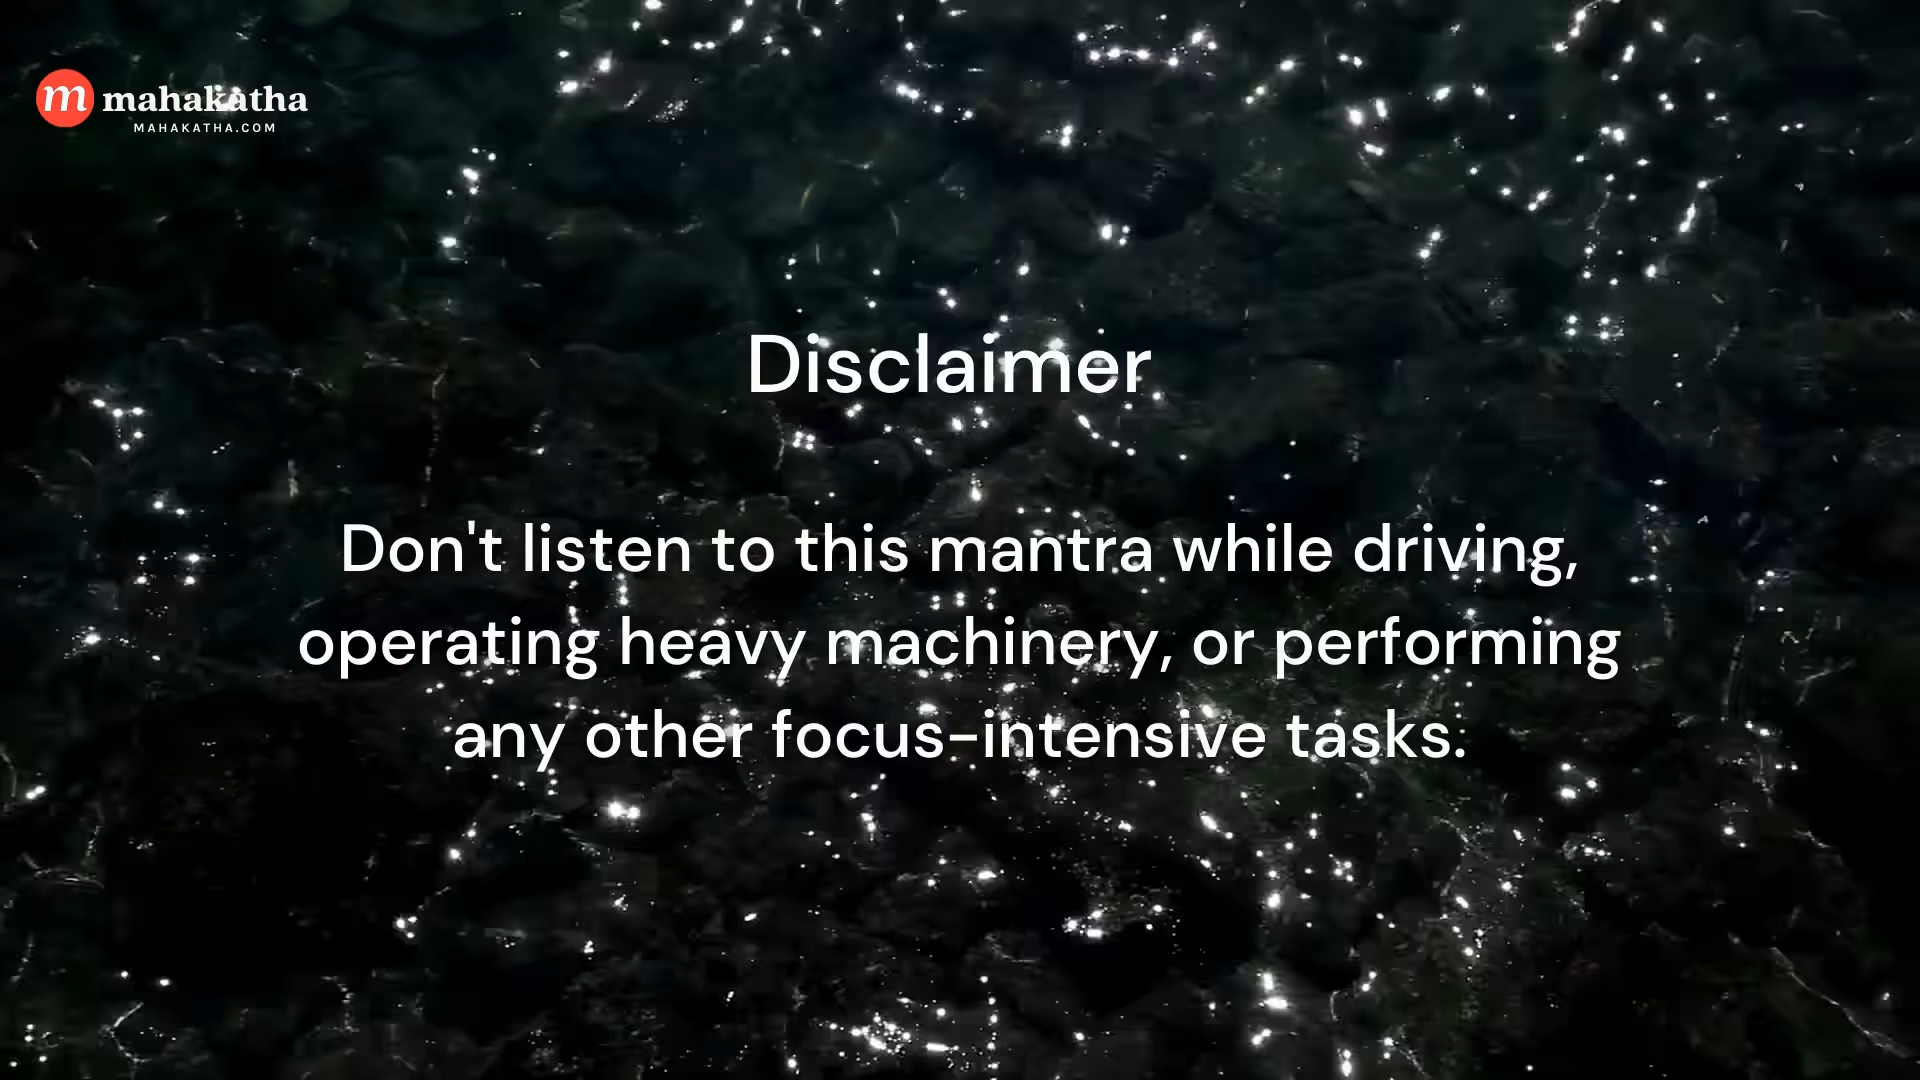 m mahakatha
MAHAKATHA.COM
Disclaimer
Don't listen to this mantra while driving,
operating heavy machinery, or performing
any other focus-intensive tasks.